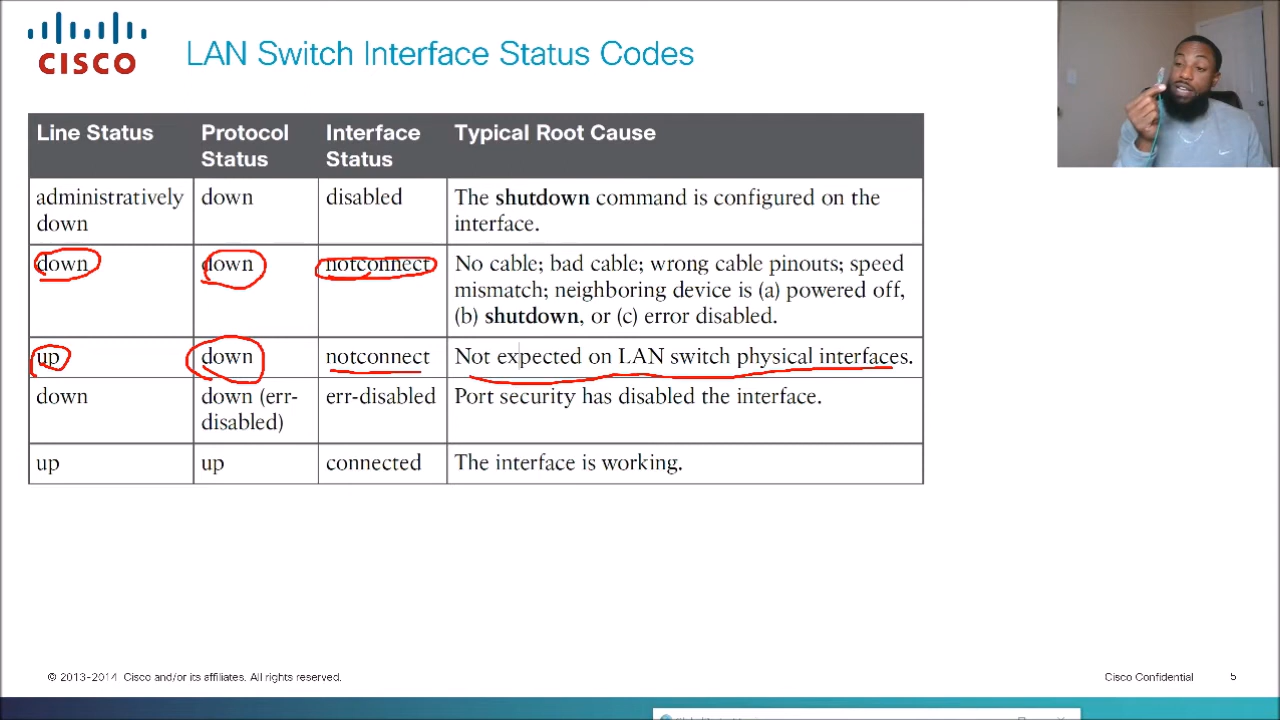 CISCO
LAN Switch Interface Status Codes
Line Status
Protocol
Status
Interface
Status
Typical Root Cause
administratively
down
down
disabled
The shutdown command is configured on the
interface.
down
down
notconnect
No cable; bad cable; wrong cable pinouts; speed
mismatch; neighboring device is (a) powered off,
(b) shutdown, or (c) error disabled.
up
down
notconnect
Not expected on LAN switch physical interfaces.
down
down (err-
disabled)
err-disabled
Port security has disabled the interface.
up
up
connected
The interface is working.
© 2013-2014 Cisco and/or its affiliates. All rights reserved.
Cisco Confidential
5